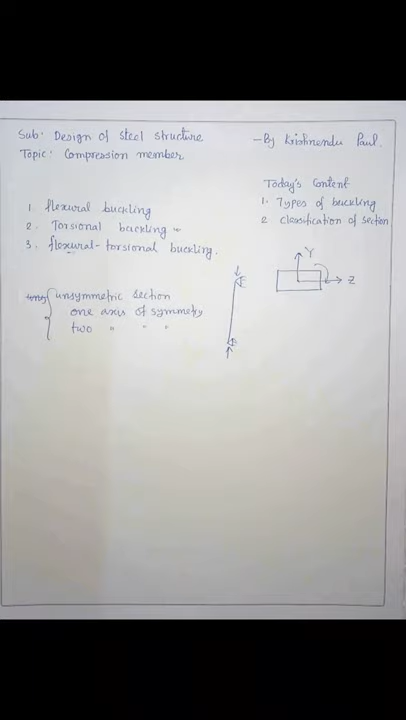 Sub: Design of steel structure
Topic: Compression member
-By Krishnendu Paul.
Today's Content
1. Types of buckling
2 Classification of section
1. flexural buckling
2. Torsional buckling
3. flexural-torsional buckling.
unsymmetric section
one axis of symmetry
two " " "
Y
Z